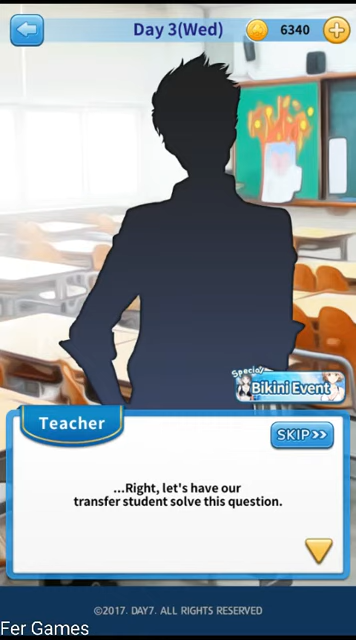 Day 3(Wed)
6340
Special
Bikini Event
Teacher
SKIP
...Right, let's have our
transfer student solve this question.
©2017. DAY7. ALL RIGHTS RESERVED
Fer Games